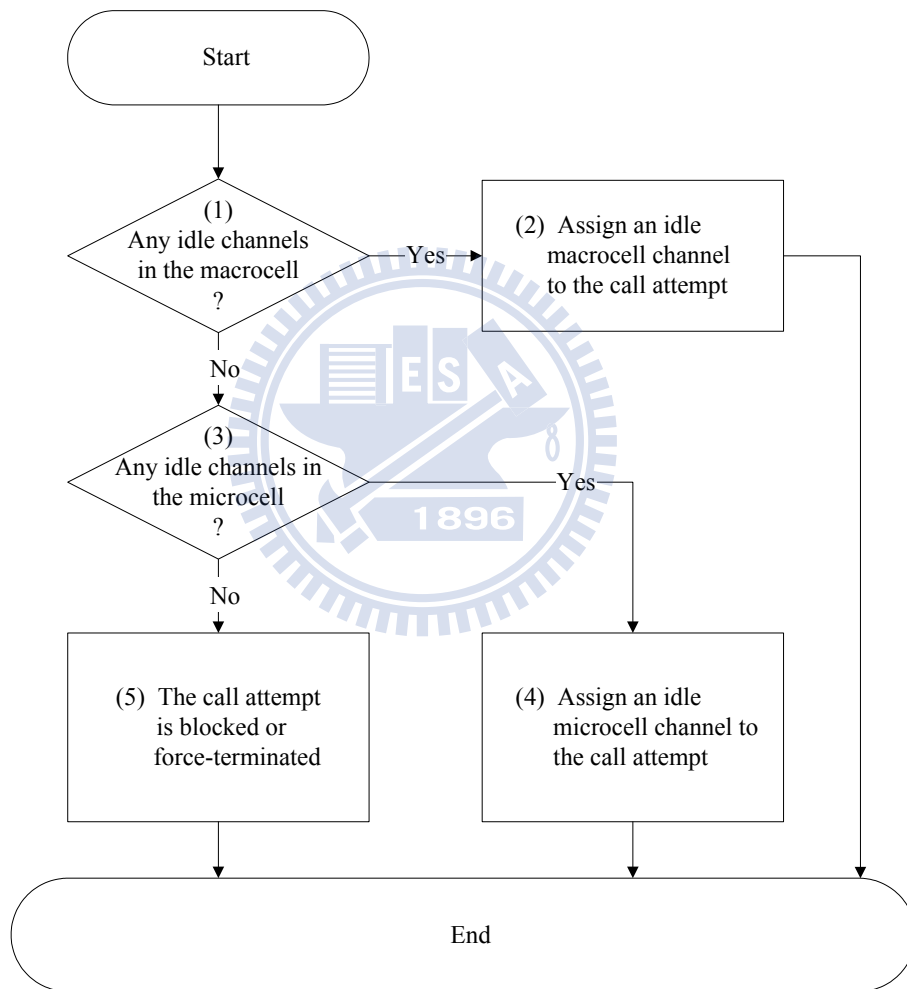 Start
(1)
Any idle channels
in the macrocell
?
Yes
(2) Assign an idle
macrocell channel
to the call attempt
No
(3)
Any idle channels in
the microcell
?
Yes
No
(5) The call attempt
is blocked or
force-terminated
(4) Assign an idle
microcell channel to
the call attempt
End
E S A
1896